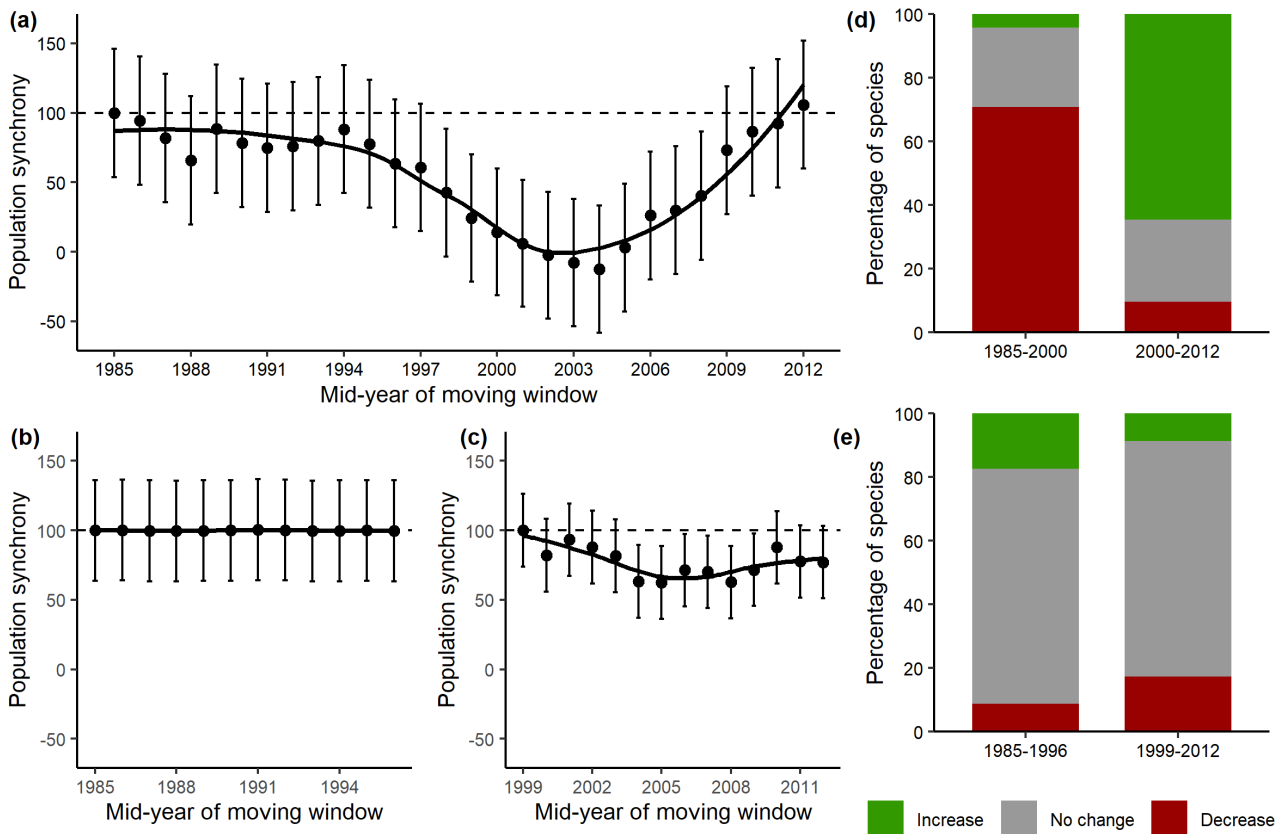 (a)
Population synchrony
150
100
50
0
-50
1985 1988 1991 1994 1997 2000 2003 2006 2009 2012
Mid-year of moving window
(b)
Population synchrony
150
100
50
0
-50
1985 1988 1991 1994
Mid-year of moving window
(c)
Population synchrony
150
100
50
0
-50
1999 2002 2005 2008 2011
Mid-year of moving window
(d)
Percentage of species
100
80
60
40
20
0
1985-2000 2000-2012
(e)
Percentage of species
100
80
60
40
20
0
1985-1996 1999-2012
Increase No change Decrease